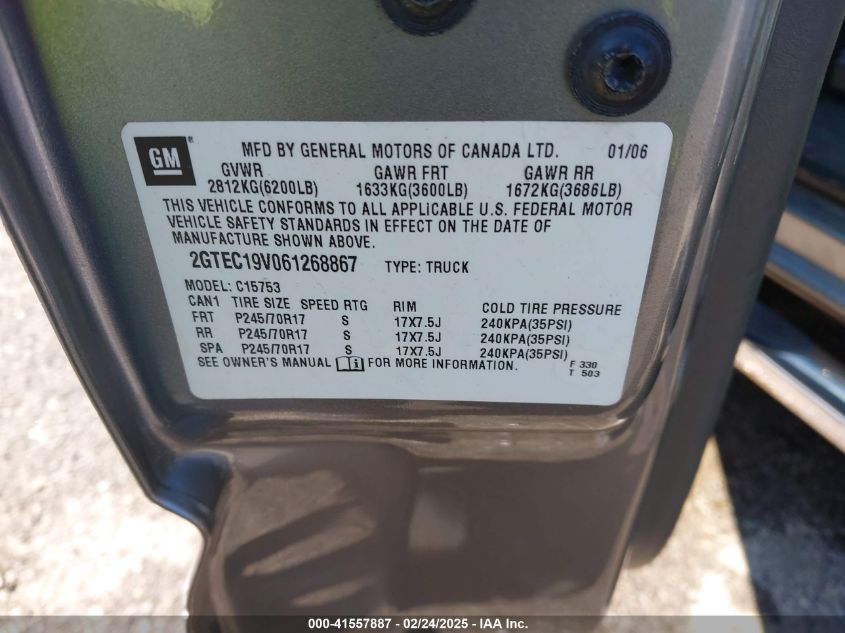 GM® MFD BY GENERAL MOTORS OF CANADA LTD. 01/06
GVWR GAWR FRT GAWR RR
2812KG(6200LB) 1633KG(3600LB) 1672KG(3686LB)
THIS VEHICLE CONFORMS TO ALL APPLICABLE U.S. FEDERAL MOTOR
VEHICLE SAFETY STANDARDS IN EFFECT ON THE DATE OF
MANUFACTURE SHOWN ABOVE.
2GTEC19V061268867 TYPE: TRUCK
MODEL: C15753
CAN1 TIRE SIZE SPEED RTG RIM COLD TIRE PRESSURE
FRT P245/70R17 S 17X7.5J 240KPA(35PSI)
RR P245/70R17 S 17X7.5J 240KPA(35PSI)
SPA P245/70R17 S 17X7.5J 240KPA(35PSI)
SEE OWNER'S MANUAL i FOR MORE INFORMATION. F 330
T 503
000-41557887 - 02/24/2025 - IAA Inc.